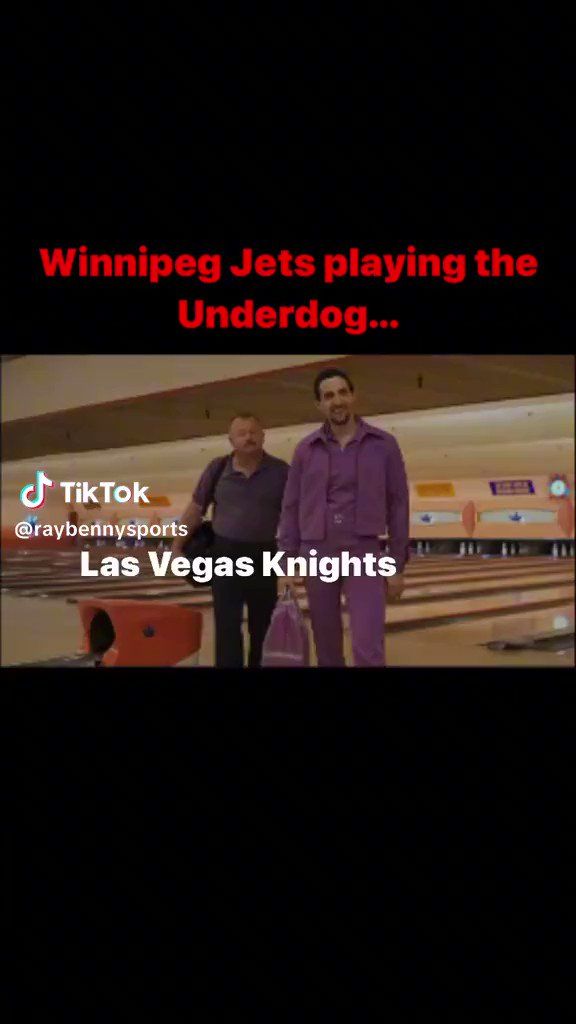 Winnipeg Jets playing the
Underdog...
TikTok
@raybennysports
Las Vegas Knights